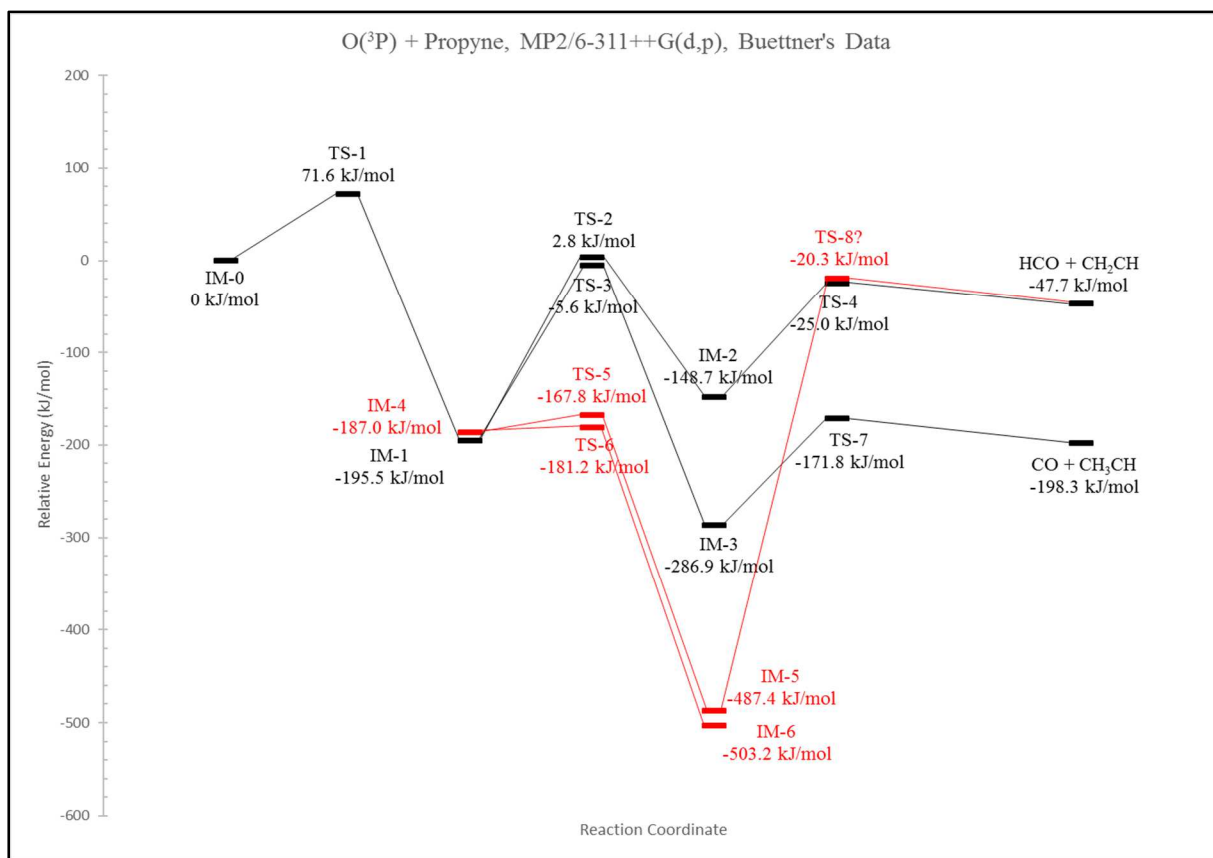 O(³P) + Propyne, MP2/6-311++G(d,p), Buettner's Data
200
100
0
-100
-200
-300
-400
-500
-600
Relative Energy (kJ/mol)
Reaction Coordinate
IM-0
0 kJ/mol
TS-1
71.6 kJ/mol
IM-4
-187.0 kJ/mol
IM-1
-195.5 kJ/mol
TS-2
2.8 kJ/mol
TS-3
-5.6 kJ/mol
TS-5
-167.8 kJ/mol
TS-6
-181.2 kJ/mol
IM-2
-148.7 kJ/mol
IM-3
-286.9 kJ/mol
IM-5
-487.4 kJ/mol
IM-6
-503.2 kJ/mol
TS-8?
-20.3 kJ/mol
TS-4
-25.0 kJ/mol
TS-7
-171.8 kJ/mol
HCO + CH₂CH
-47.7 kJ/mol
CO + CH₃CH
-198.3 kJ/mol